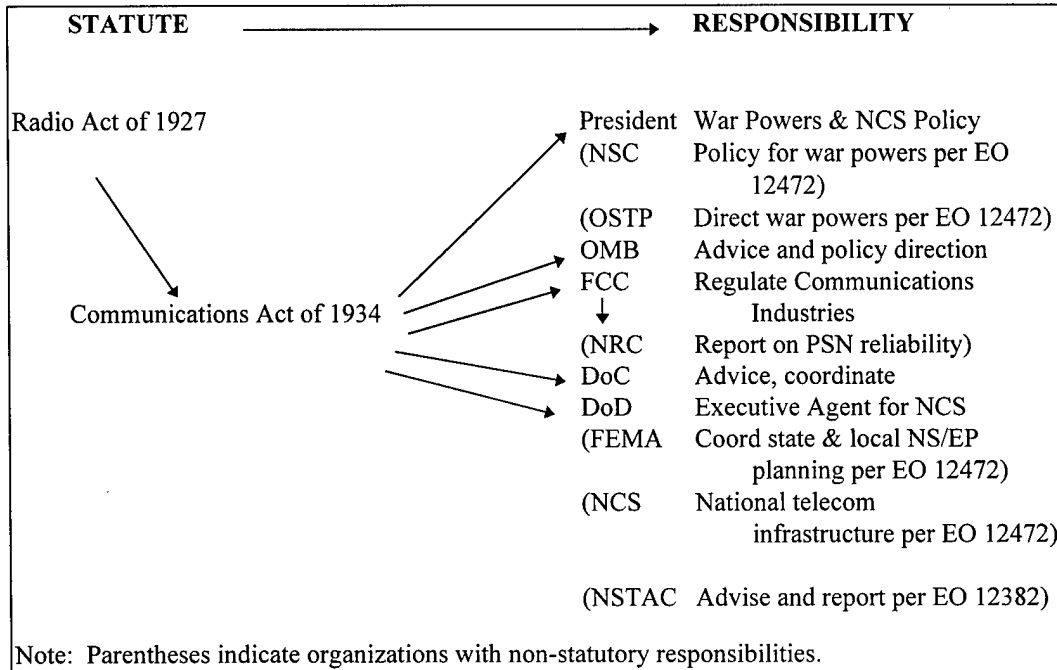 STATUTE RESPONSIBILITY
Radio Act of 1927
President War Powers & NCS Policy
(NSC Policy for war powers per EO
12472)
(OSTP Direct war powers per EO 12472)
OMB Advice and policy direction
FCC Regulate Communications
Industries
Communications Act of 1934
(NRC Report on PSN reliability)
DoC Advice, coordinate
DoD Executive Agent for NCS
(FEMA Coord state & local NS/EP
planning per EO 12472)
(NCS National telecom
infrastructure per EO 12472)
(NSTAC Advise and report per EO 12382)
Note: Parentheses indicate organizations with non-statutory responsibilities.